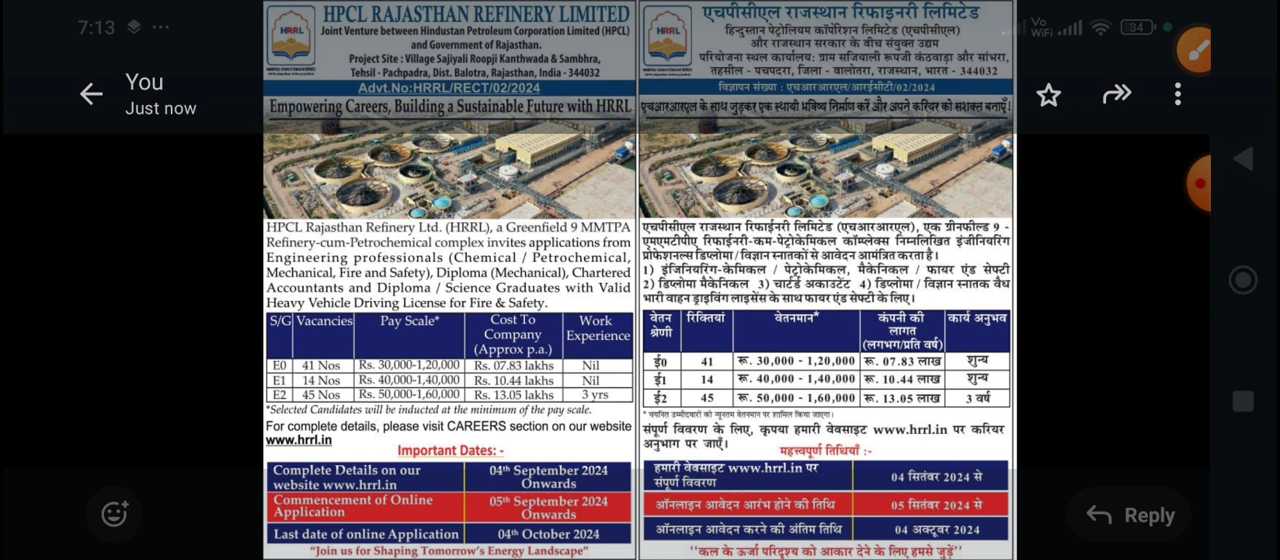 7:13
Vo
WiFi
34
You
Just now
HRRL
HPCL RAJASTHAN REFINERY LIMITED
Joint Venture between Hindustan Petroleum Corporation Limited (HPCL)
and Government of Rajasthan.
Project Site : Village Sajiyali Roopji Kanthwada & Sambhra,
Tehsil - Pachpadra, Dist. Balotra, Rajasthan, India - 344032
Advt.No:HRRL/RECT/02/2024
Empowering Careers, Building a Sustainable Future with HRRL
HPCL Rajasthan Refinery Ltd. (HRRL), a Greenfield 9 MMTPA
Refinery-cum-Petrochemical complex invites applications from
Engineering professionals (Chemical / Petrochemical,
Mechanical, Fire and Safety), Diploma (Mechanical), Chartered
Accountants and Diploma / Science Graduates with Valid
Heavy Vehicle Driving License for Fire & Safety.
S/G Vacancies Pay Scale* Cost To Company (Approx p.a.) Work Experience
E0 41 Nos Rs. 30,000-1,20,000 Rs. 07.83 lakhs Nil
E1 14 Nos Rs. 40,000-1,40,000 Rs. 10.44 lakhs Nil
E2 45 Nos Rs. 50,000-1,60,000 Rs. 13.05 lakhs 3 yrs
*Selected Candidates will be inducted at the minimum of the pay scale.
For complete details, please visit CAREERS section on our website
www.hrrl.in
Important Dates: -
Complete Details on our website www.hrrl.in 04th September 2024 Onwards
Commencement of Online Application 05th September 2024 Onwards
Last date of online Application 04th October 2024
"Join us for Shaping Tomorrow's Energy Landscape"
HRRL
एचपीसीएल राजस्थान रिफाइनरी लिमिटेड
हिन्दुस्तान पेट्रोलियम कॉर्पोरेशन लिमिटेड (एचपीसीएल)
और राजस्थान सरकार के बीच संयुक्त उद्यम
परियोजना स्थल कार्यालय: ग्राम सजियाली रूपजी कंठवाड़ा और सांभरा,
तहसील - पचपदरा, जिला - बालोतरा, राजस्थान, भारत - 344032
विज्ञापन संख्या : एचआरआरएल/आरईसीटी/02/2024
एचआरआरएल के साथ जुड़कर एक स्थायी भविष्य निर्माण करें और अपने करियर को सशक्त बनाएँ!
एचपीसीएल राजस्थान रिफाईनरी लिमिटेड (एचआरआरएल), एक ग्रीनफील्ड 9 -
एमएमटीपीए रिफाईनरी-कम-पेट्रोकेमिकल कॉम्प्लेक्स निम्नलिखित इंजीनियरिंग
प्रोफेशनल्स डिप्लोमा/विज्ञान स्नातकों से आवेदन आमंत्रित करता है।
1) इंजिनियरिंग-केमिकल / पेट्रोकेमिकल, मैकेनिकल / फायर एंड सेफ्टी
2) डिप्लोमा मैकेनिकल 3) चार्टर्ड अकाउटेंट 4) डिप्लोमा / विज्ञान स्नातक वैध
भारी वाहन ड्राइविंग लाइसेंस के साथ फायर एंड सेफ्टी के लिए।
वेतन श्रेणी रिक्तियां वेतनमान* कंपनी की लागत (लगभग/प्रति वर्ष) कार्य अनुभव
ई0 41 रू. 30,000 - 1,20,000 रू. 07.83 लाख शुन्य
ई1 14 रू. 40,000 - 1,40,000 रू. 10.44 लाख शुन्य
ई2 45 रू. 50,000 - 1,60,000 रू. 13.05 लाख 3 वर्ष
* चयनित उम्मीदवारों को न्यूनतम वेतनमान पर शामिल किया जाएगा।
संपूर्ण विवरण के लिए, कृपया हमारी वेबसाइट www.hrrl.in पर करियर
अनुभाग पर जाएँ।
महत्त्वपूर्ण तिथियाँ :-
हमारी वेबसाइट www.hrrl.in पर संपूर्ण विवरण 04 सितंबर 2024 से
ऑनलाइन आवेदन आरंभ होने की तिथि 05 सितंबर 2024 से
ऑनलाइन आवेदन करने की अंतिम तिथि 04 अक्टूबर 2024
"कल के ऊर्जा परिदृश्य को आकार देने के लिए हमसे जुड़ें"
Reply